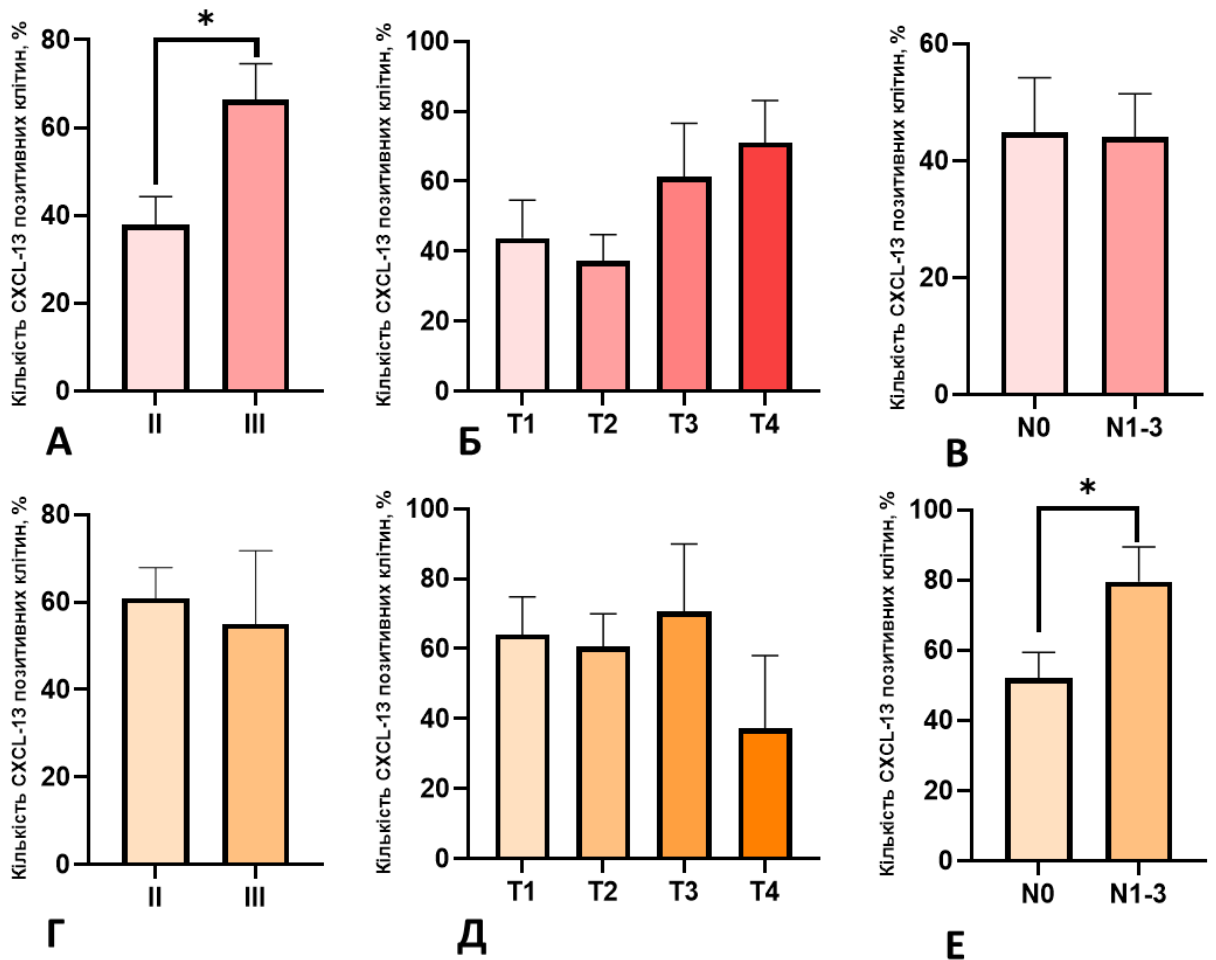 Кількість CXCL-13 позитивних клітин, %
80
60
40
20
0
*
II
III
А
Кількість CXCL-13 позитивних клітин, %
100
80
60
40
20
0
T1
T2
T3
T4
Б
Кількість CXCL-13 позитивних клітин, %
60
40
20
0
N0
N1-3
В
Кількість CXCL-13 позитивних клітин, %
80
60
40
20
0
II
III
Г
Кількість CXCL-13 позитивних клітин, %
100
80
60
40
20
0
T1
T2
T3
T4
Д
Кількість CXCL-13 позитивних клітин, %
100
80
60
40
20
0
*
N0
N1-3
Е